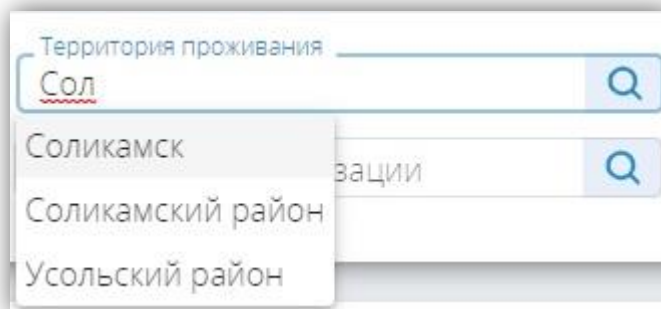 Территория проживания
Сол
Соликамск
зации
Соликамский район
Усольский район